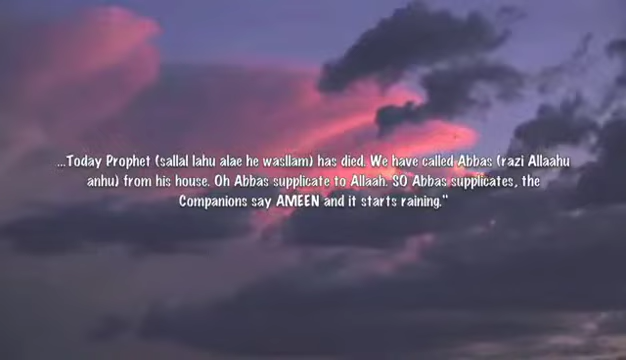 ...Today Prophet (sallal lahu alae he wasllam) has died. We have called Abbas (razi Allaahu
anhu) from his house. Oh Abbas supplicate to Allaah. SO Abbas supplicates, the
Companions say AMEEN and it starts raining."